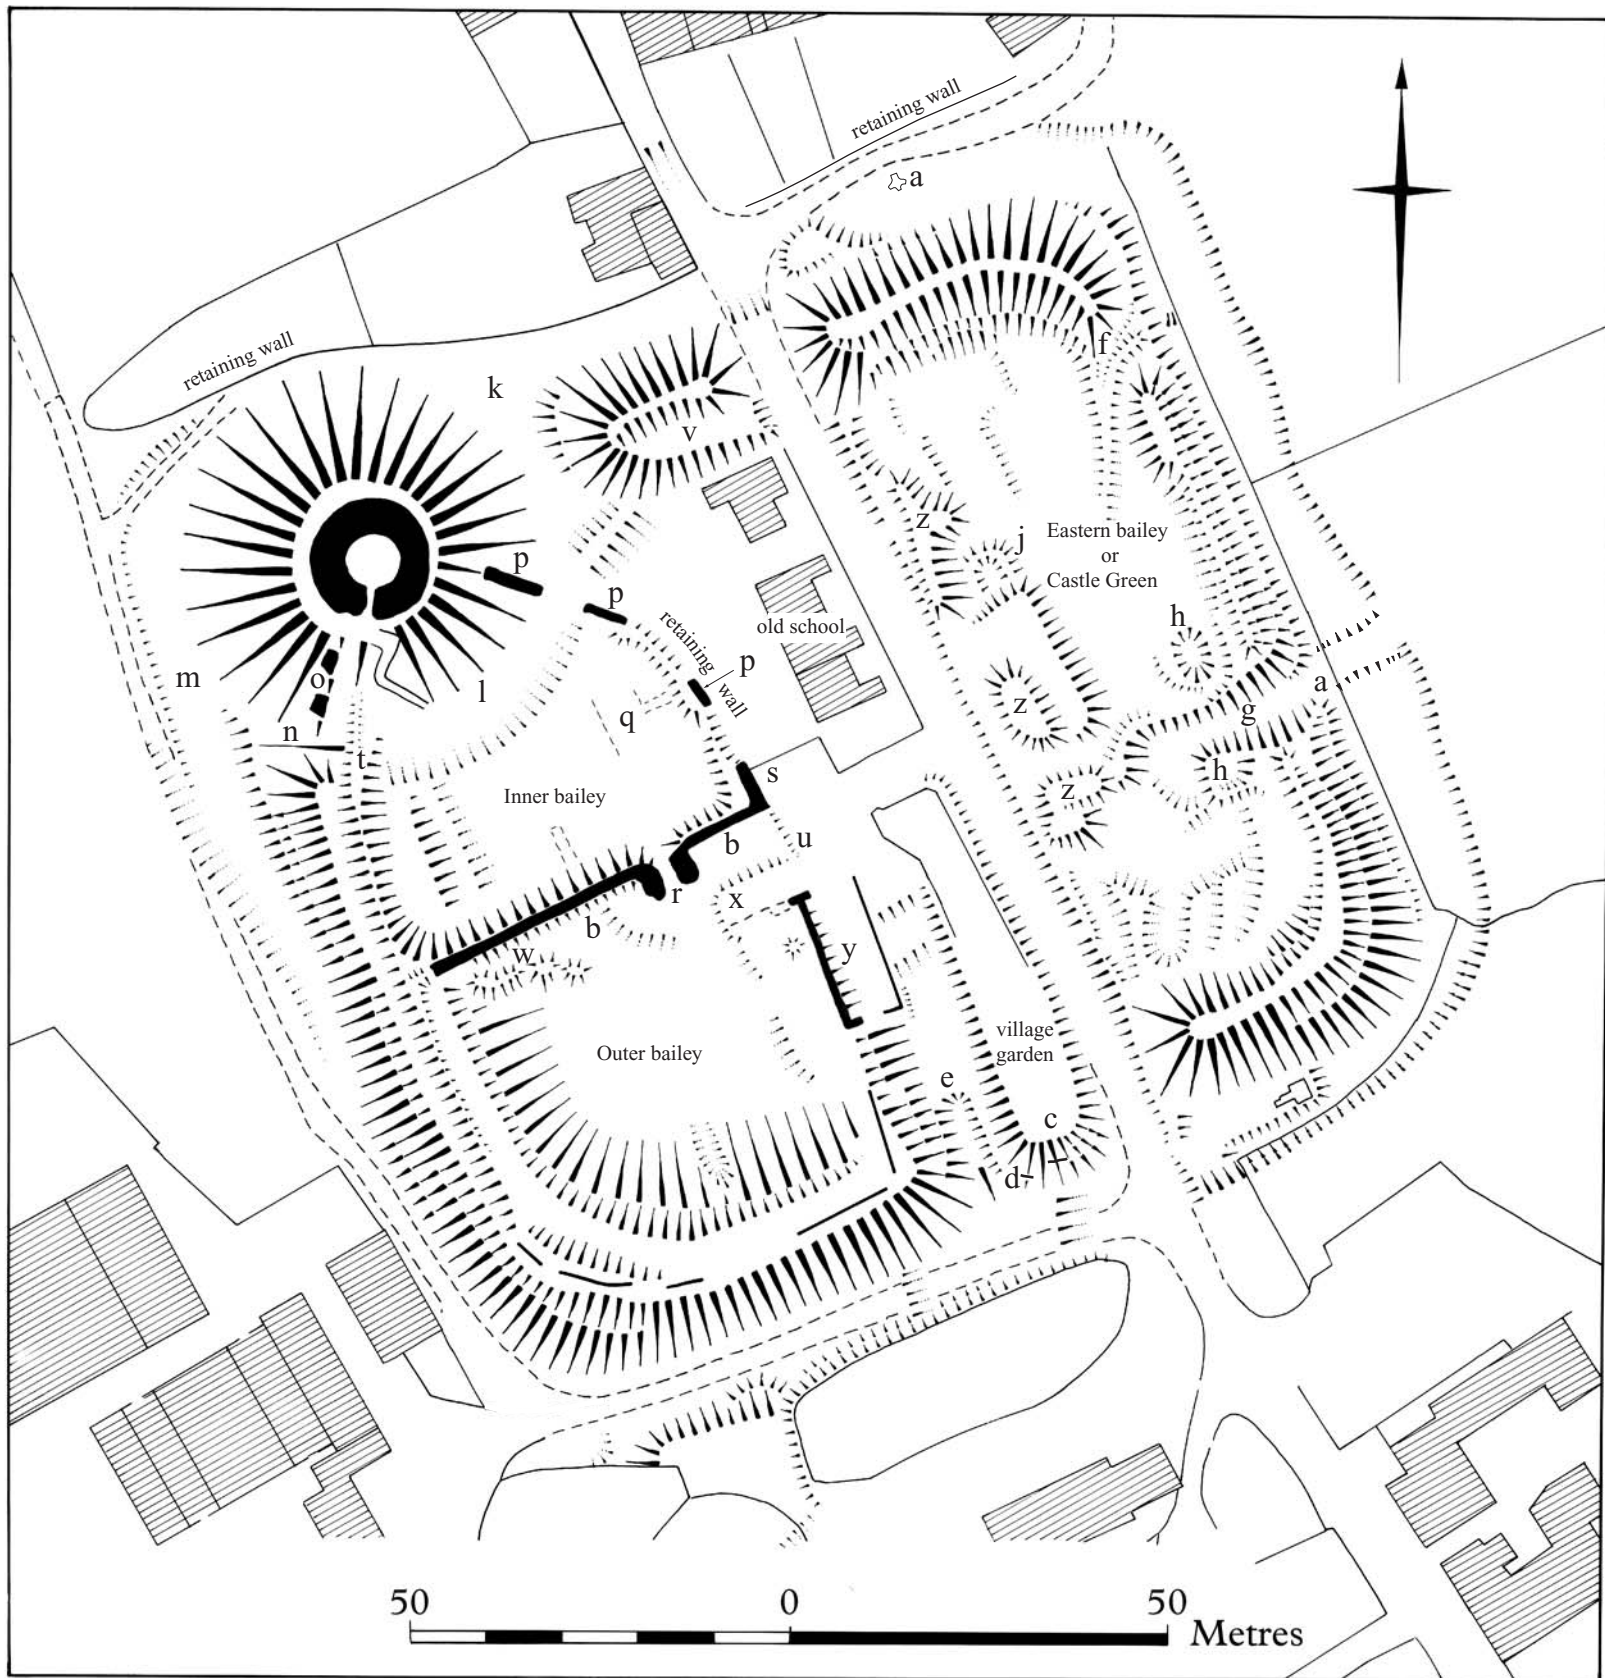 retaining wall
a
retaining wall
k
f
v
p
z
j
Eastern bailey
or
Castle Green
p
retaining
wall
old school
h
m
o
l
p
a
n
q
z
g
t
s
h
Inner bailey
z
b
u
r
x
b
w
y
Outer bailey
village
garden
e
c
d
50
0
50
Metres